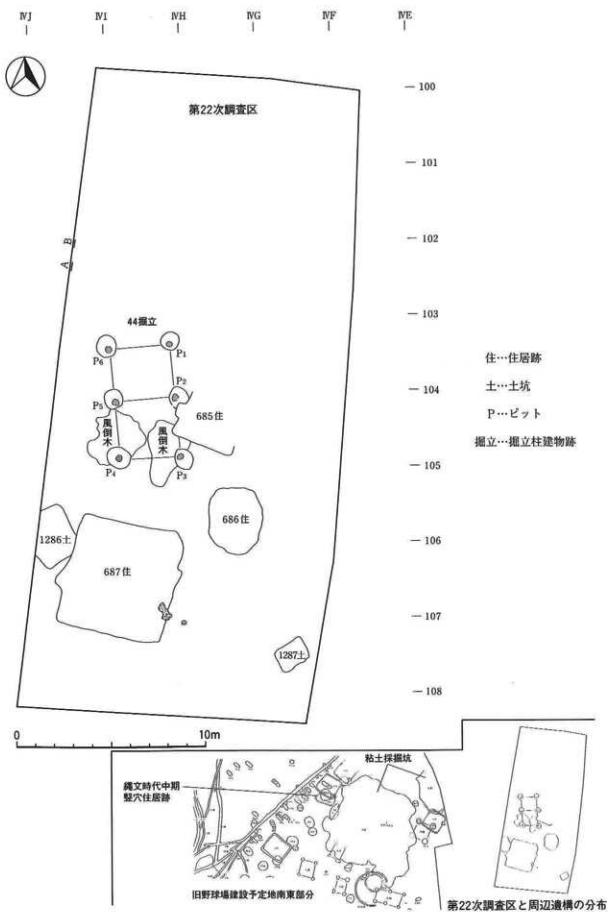 ⅣJ ⅣI ⅣH ⅣG ⅣF ⅣE
第22次調査区
100
101
102
103
104
105
106
107
108
B
A
44掘立
P6
P1
P2
P5
風倒木
風倒木
685住
P4
P3
686住
1286土
687住
1287土
住…住居跡
土…土坑
P…ピット
掘立…掘立柱建物跡
0 10m
粘土採掘坑
縄文時代中期
竪穴住居跡
旧野球場建設予定地南東部分
第22次調査区と周辺遺構の分布